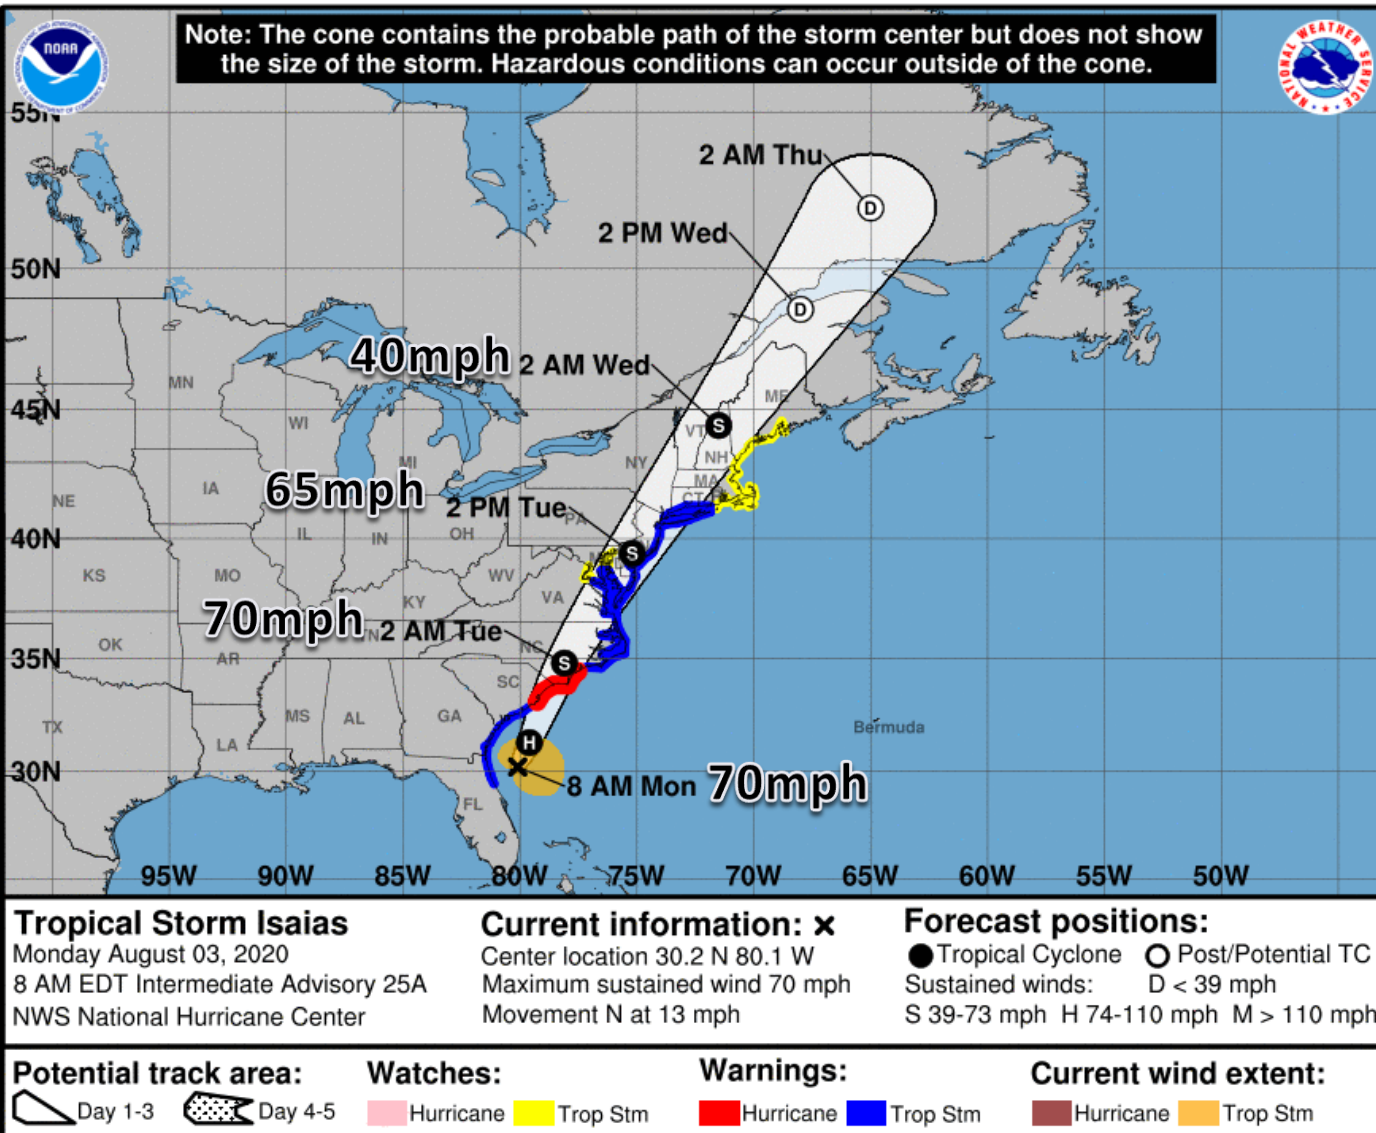 Note: The cone contains the probable path of the storm center but does not show
the size of the storm. Hazardous conditions can occur outside of the cone.
NOAA
NATIONAL WEATHER SERVICE
55N
2 AM Thu
D
2 PM Wed
50N
D
40mph
2 AM Wed
MN
ME
45N
S
VT
WI
NH
MI
NY
MA
65mph
IA
CT
NE
2 PM Tue
PA
IL
IN
OH
40N
S
KS
MO
WV
VA
KY
70mph
2 AM Tue
TN
OK
NC
35N
AR
S
SC
MS
AL
GA
TX
LA
Bermuda
H
30N
8 AM Mon
70mph
FL
95W 90W 85W 80W 75W 70W 65W 60W 55W 50W
Tropical Storm Isaias
Monday August 03, 2020
8 AM EDT Intermediate Advisory 25A
NWS National Hurricane Center
Current information: ×
Center location 30.2 N 80.1 W
Maximum sustained wind 70 mph
Movement N at 13 mph
Forecast positions:
Tropical Cyclone Post/Potential TC
Sustained winds: D < 39 mph
S 39-73 mph H 74-110 mph M > 110 mph
Potential track area:
Day 1-3 Day 4-5
Watches:
Hurricane Trop Stm
Warnings:
Hurricane Trop Stm
Current wind extent:
Hurricane Trop Stm